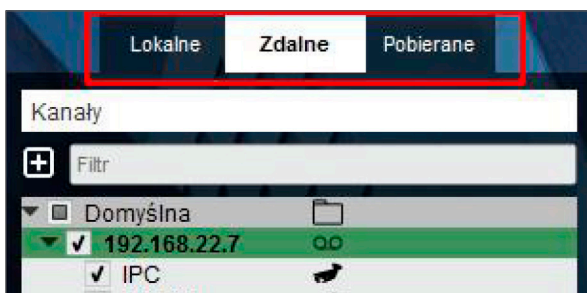 Lokalne Zdalne Pobierane
Kanały
Filtr
Domyślna
192.168.22.7
IPC